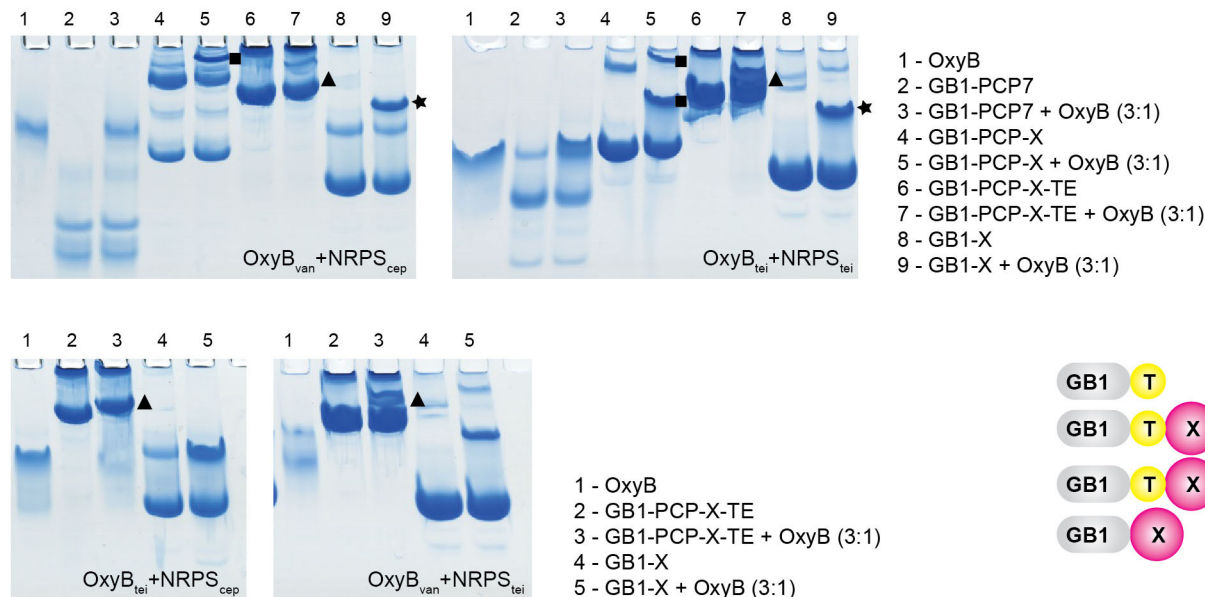 1 2 3 4 5 6 7 8 9
1 2 3 4 5 6 7 8 9
OxyBvan+NRPScep
OxyBtei+NRPStei
1 - OxyB
2 - GB1-PCP7
3 - GB1-PCP7 + OxyB (3:1)
4 - GB1-PCP-X
5 - GB1-PCP-X + OxyB (3:1)
6 - GB1-PCP-X-TE
7 - GB1-PCP-X-TE + OxyB (3:1)
8 - GB1-X
9 - GB1-X + OxyB (3:1)
1 2 3 4 5
1 2 3 4 5
OxyBtei+NRPScep
OxyBvan+NRPStei
1 - OxyB
2 - GB1-PCP-X-TE
3 - GB1-PCP-X-TE + OxyB (3:1)
4 - GB1-X
5 - GB1-X + OxyB (3:1)
GB1 T
GB1 T X
GB1 T X
GB1 X